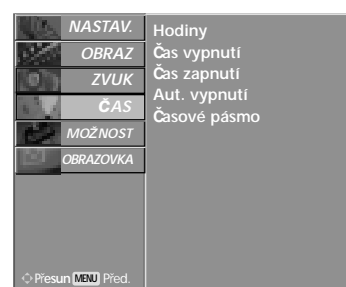 NASTAV.
OBRAZ
ZVUK
ČAS
MOŽNOST
OBRAZOVKA
Hodiny
Čas vypnutí
Čas zapnutí
Aut. vypnutí
Časové pásmo
Přesun MENU Před.